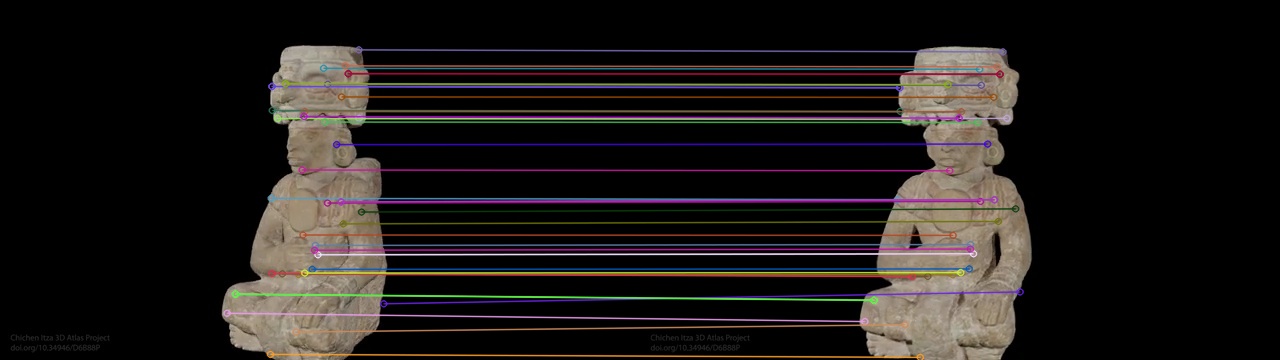 Chichen Itza 3D Atlas Project
doi.org/10.34946/D6B88P
Chichen Itza 3D Atlas Project
doi.org/10.34946/D6B88P